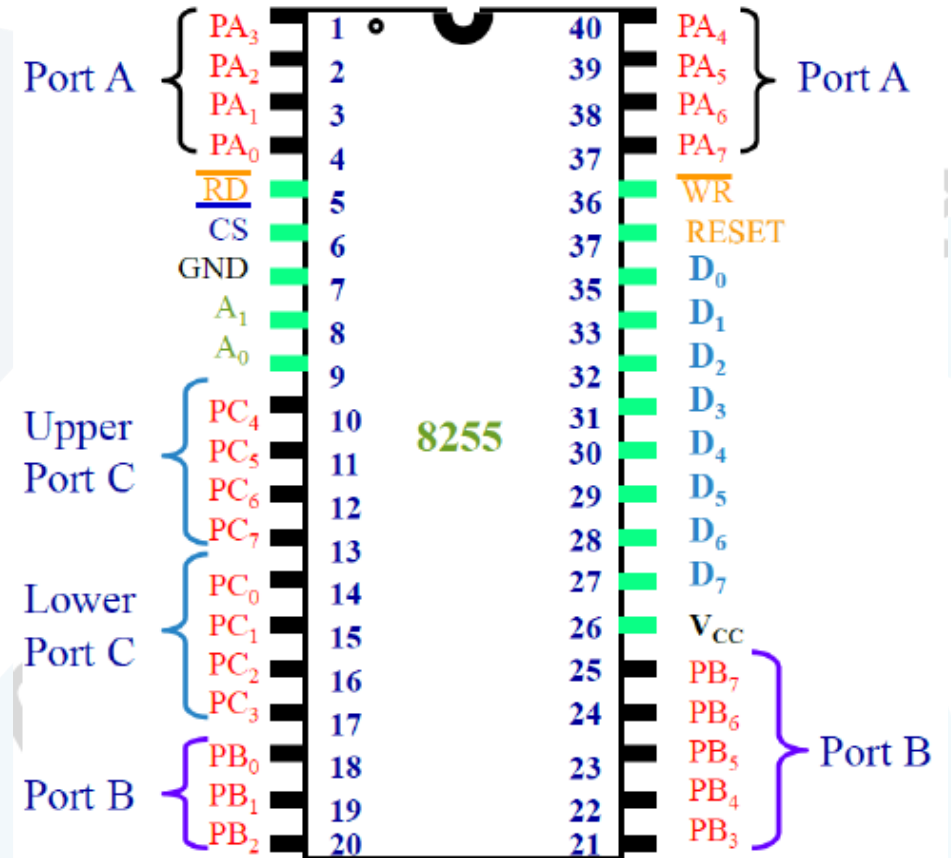 PA₃ 1 40 PA₄
Port A PA₂ 2 39 PA₅ Port A
PA₁ 3 38 PA₆
PA₀ 4 37 PA₇
R̅D̅ 5 36 W̅R̅
C̅S̅ 6 37 RESET
GND 7 35 D₀
A₁ 8 33 D₁
A₀ 9 32 D₂
Upper PC₄ 10 31 D₃
8255
Port C PC₅ 11 30 D₄
PC₆ 12 29 D₅
PC₇ 13 28 D₆
Lower PC₀ 14 27 D₇
Port C PC₁ 15 26 V_CC
PC₂ 16 25 PB₇
PC₃ 17 24 PB₆
PB₀ 18 23 PB₅ Port B
Port B PB₁ 19 22 PB₄
PB₂ 20 21 PB₃